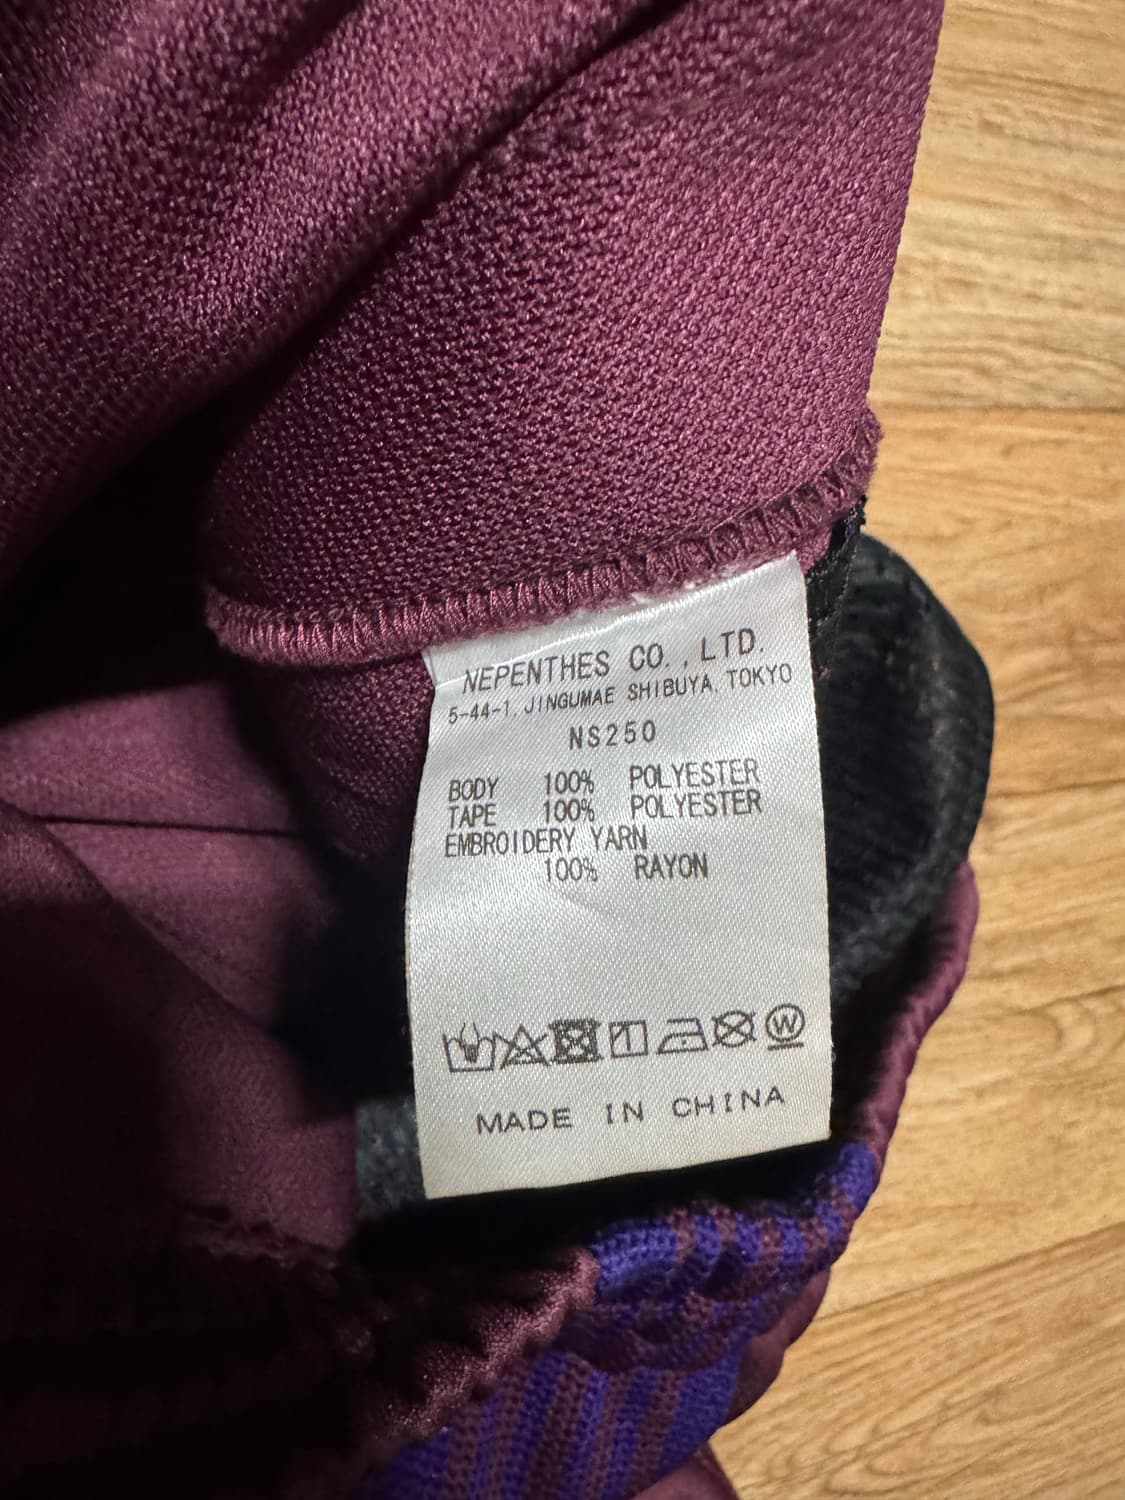 NEPENTHES CO., LTD.
5-44-1, JINGUMAE SHIBUYA, TOKYO
NS250
BODY 100% POLYESTER
TAPE 100% POLYESTER
EMBROIDERY YARN
100% RAYON
W
MADE IN CHINA